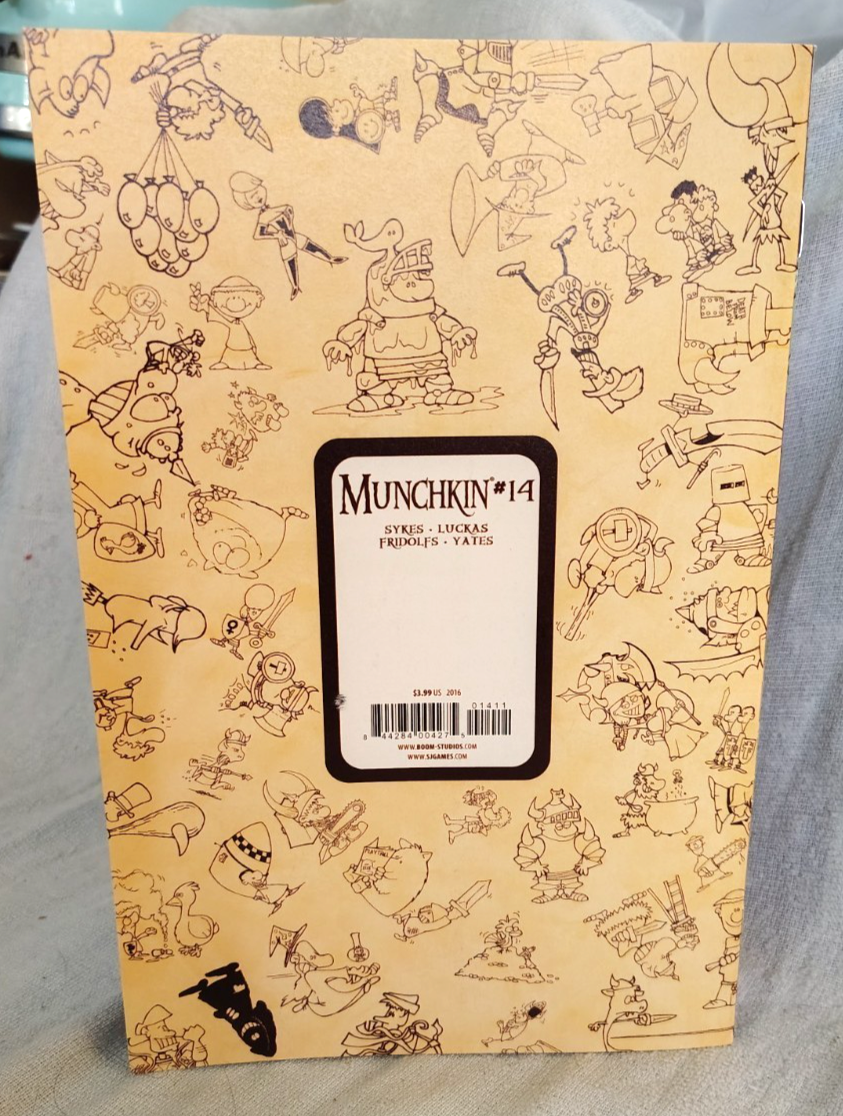 MUNCHKIN® #14
SYKES • LUCKAS
FRIDOLFS • YATES
$3.99 US 2016
01411
8 44284 00427 5
WWW.BOOM-STUDIOS.COM
WWW.SJGAMES.COM